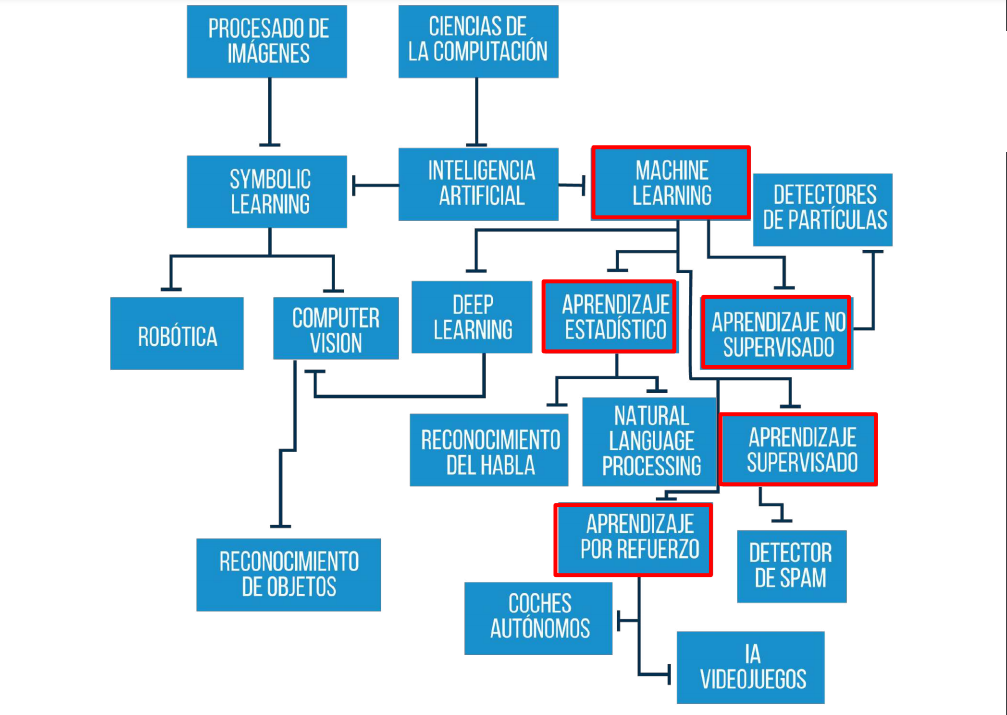 PROCESADO DE
IMÁGENES
CIENCIAS DE
LA COMPUTACIÓN
SYMBOLIC
LEARNING
INTELIGENCIA
ARTIFICIAL
MACHINE
LEARNING
DETECTORES
DE PARTÍCULAS
ROBÓTICA
COMPUTER
VISION
DEEP
LEARNING
APRENDIZAJE
ESTADÍSTICO
APRENDIZAJE NO
SUPERVISADO
RECONOCIMIENTO
DEL HABLA
NATURAL
LANGUAGE
PROCESSING
APRENDIZAJE
SUPERVISADO
RECONOCIMIENTO
DE OBJETOS
APRENDIZAJE
POR REFUERZO
DETECTOR
DE SPAM
COCHES
AUTÓNOMOS
IA
VIDEOJUEGOS